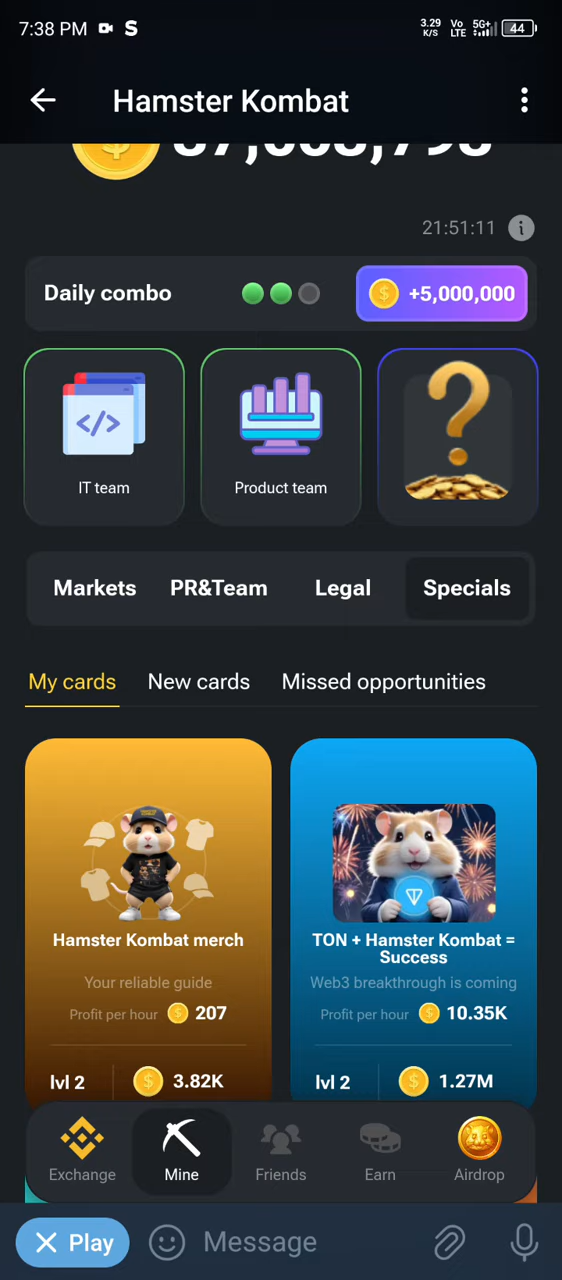 7:38 PM S 3.29 K/S Vo LTE 5G+ 44
Hamster Kombat
21:51:11
Daily combo +5,000,000
IT team Product team
Markets PR&Team Legal Specials
My cards New cards Missed opportunities
Hamster Kombat merch
Your reliable guide
Profit per hour 207
lvl 2 3.82K
TON + Hamster Kombat =
Success
Web3 breakthrough is coming
Profit per hour 10.35K
lvl 2 1.27M
Exchange Mine Friends Earn Airdrop
Play Message